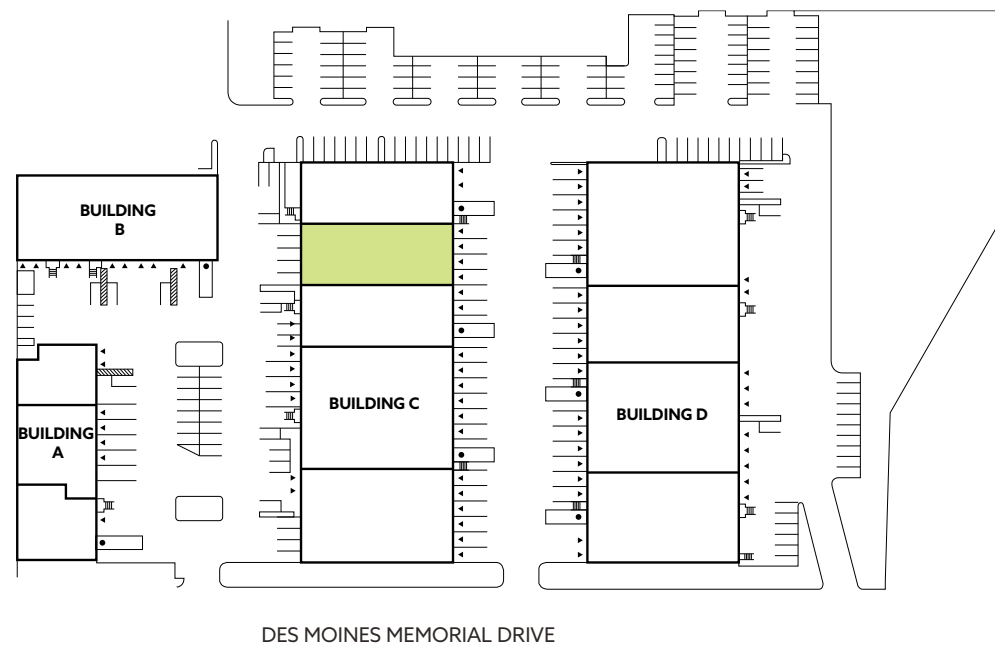 BUILDING
B
BUILDING C
BUILDING D
BUILDING
A
DES MOINES MEMORIAL DRIVE